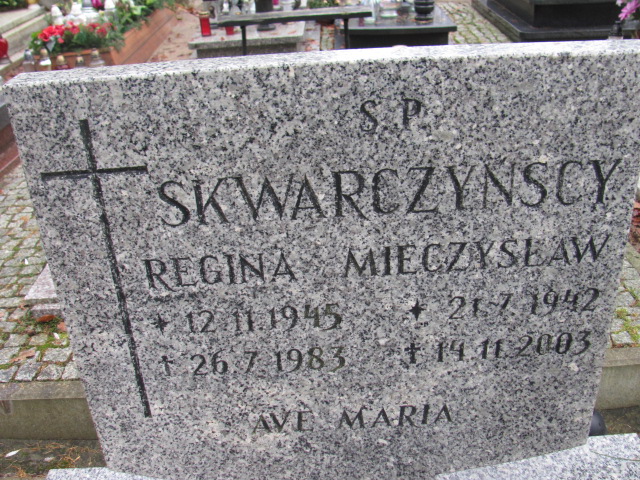 S.P.
SKWARCZYŃSCY
REGINA MIECZYSŁAW
12.11.1945 21.7.1942
26.7.1983 14.11.2003
AVE MARIA